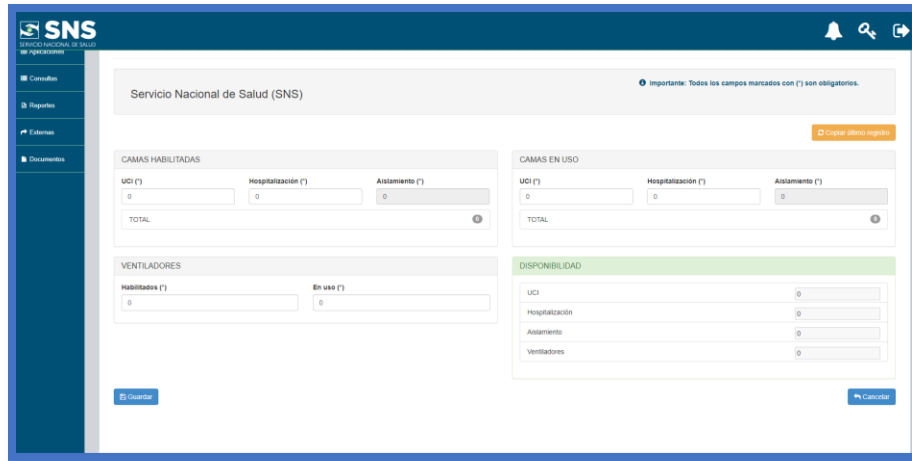 SNS
SERVICIO NACIONAL DE SALUD
Aplicaciones
Consultas
Reportes
Externas
Documentos
Servicio Nacional de Salud (SNS)
Importante: Todos los campos marcados con (*) son obligatorios.
Copiar último registro
CAMAS HABILITADAS
UCI (*) Hospitalización (*) Aislamiento (*)
0 0 0
TOTAL 0
CAMAS EN USO
UCI (*) Hospitalización (*) Aislamiento (*)
0 0 0
TOTAL 0
VENTILADORES
Habilitados (*) En uso (*)
0 0
DISPONIBILIDAD
UCI 0
Hospitalización 0
Aislamiento 0
Ventiladores 0
Guardar
Cancelar